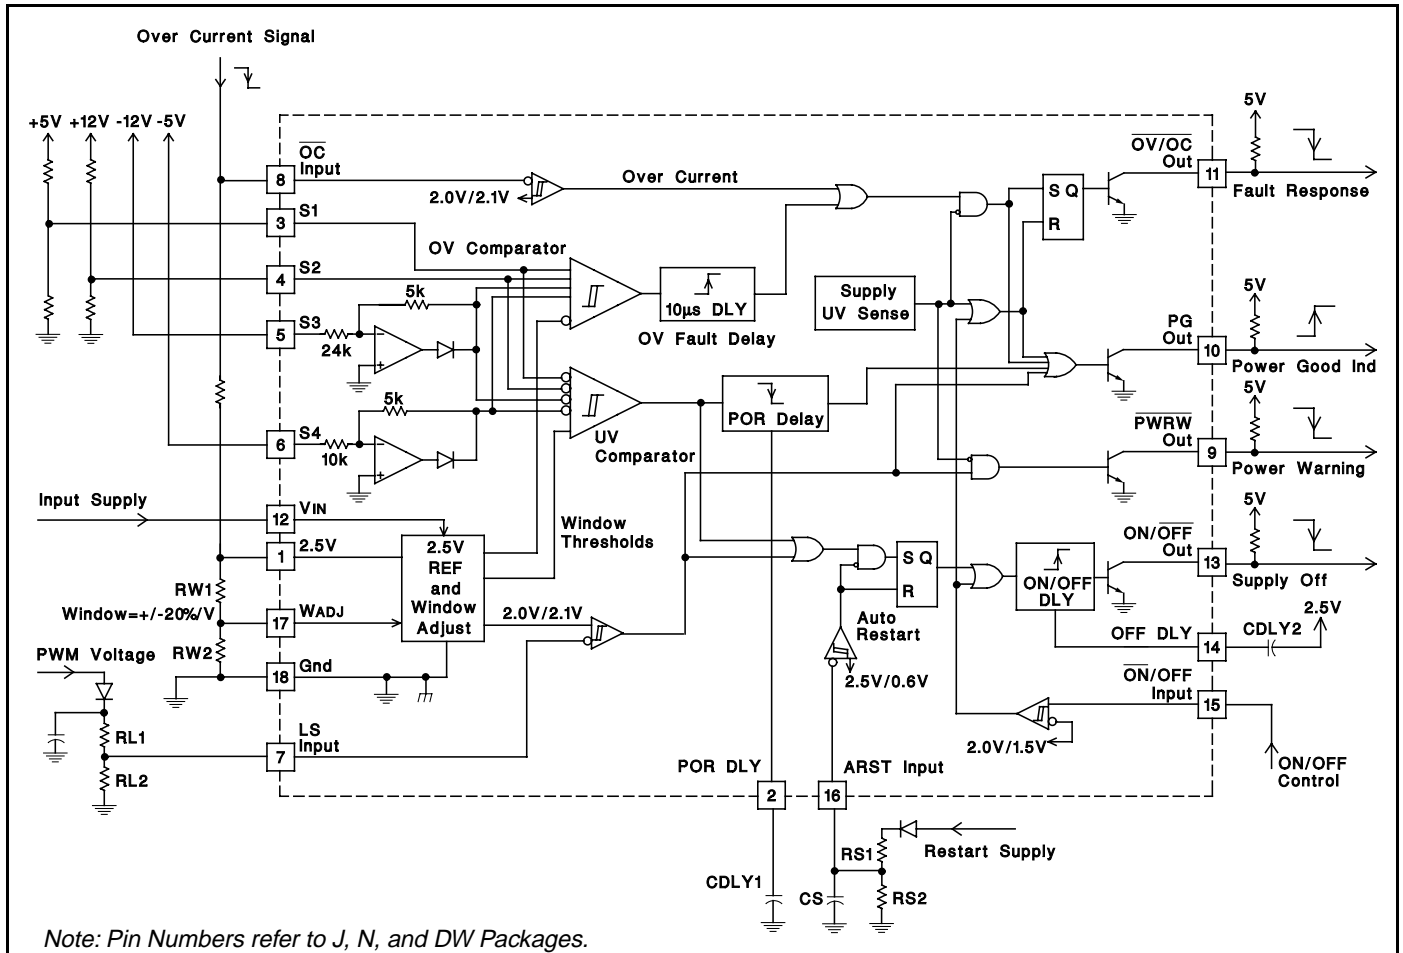 Over Current Signal
+5V +12V -12V -5V
OC
Input
8
2.0V/2.1V
Over Current
S Q
R
OV/OC
Out
11
5V
Fault Response
3
S1
OV Comparator
4
S2
5k
10µs DLY
OV Fault Delay
Supply
UV Sense
5
S3
24k
5V
PG
Out
10
Power Good Ind
5k
POR Delay
6
S4
10k
UV
Comparator
5V
PWRW
Out
9
Power Warning
Input Supply
12
VIN
Window
Thresholds
5V
1
2.5V
2.5V
REF
and
Window
Adjust
S Q
R
ON/OFF
DLY
ON/OFF
Out
13
Supply Off
RW1
Window=+/-20%/V
17
WADJ
2.0V/2.1V
Auto
Restart
2.5V
OFF DLY
14
CDLY2
RW2
PWM Voltage
18
Gnd
2.5V/0.6V
ON/OFF
Input
15
RL1
LS
Input
7
2.0V/1.5V
RL2
POR DLY
ARST Input
ON/OFF
Control
2
16
RS1
Restart Supply
CDLY1
CS
RS2
Note: Pin Numbers refer to J, N, and DW Packages.